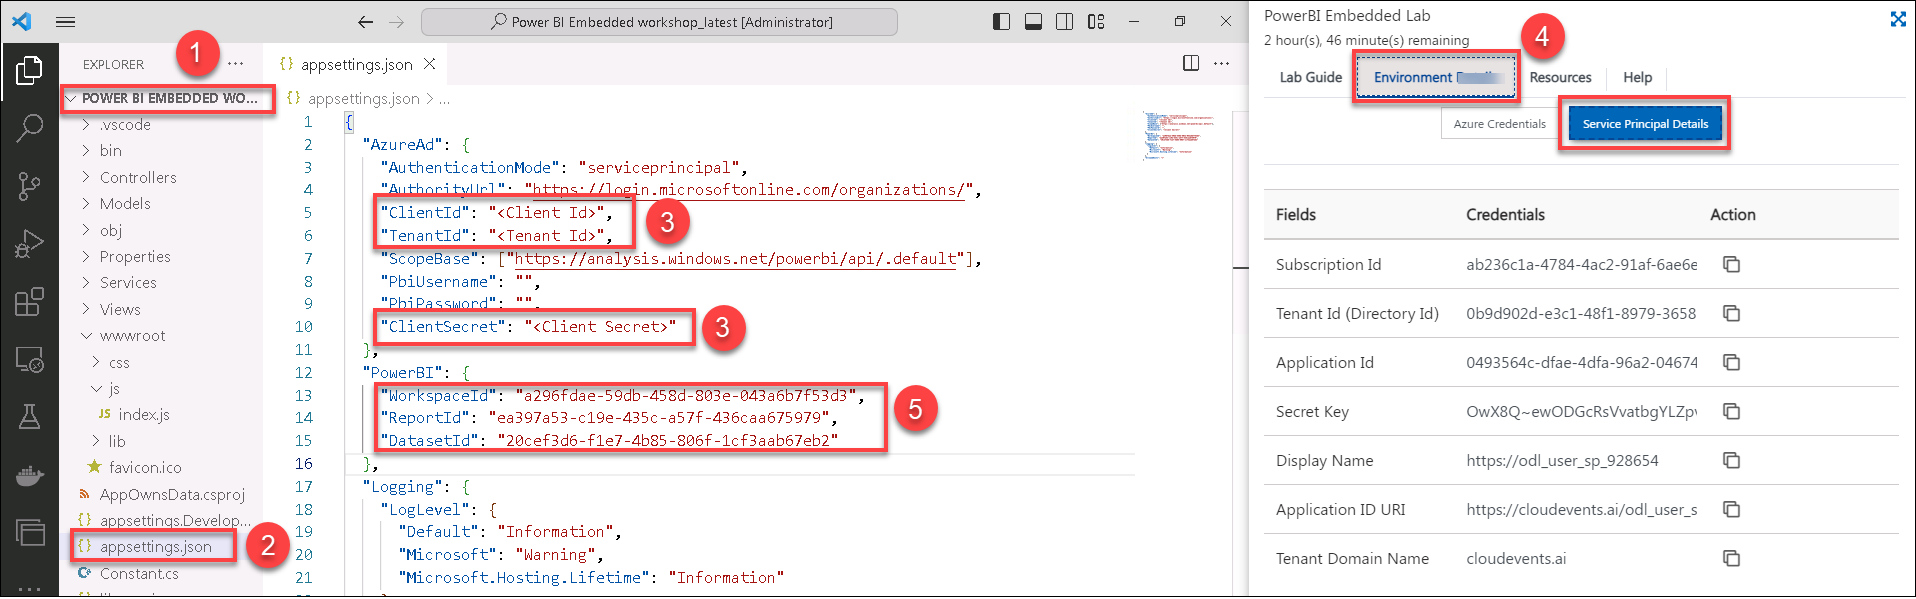 Power BI Embedded workshop_latest [Administrator]
EXPLORER
1
POWER BI EMBEDDED WO...
.vscode
bin
Controllers
Models
obj
Properties
Services
Views
wwwroot
css
js
JS index.js
lib
favicon.ico
AppOwnsData.csproj
{} appsettings.Develop...
{} appsettings.json
2
Constant.cs
{} appsettings.json
{} appsettings.json > ...
1 {
2 "AzureAd": {
3 "AuthenticationMode": "serviceprincipal",
4 "AuthorityUrl": "https://login.microsoftonline.com/organizations/",
5 "ClientId": "<Client Id>",
6 "TenantId": "<Tenant Id>",
3
7 "ScopeBase": ["https://analysis.windows.net/powerbi/api/.default"],
8 "PbiUsername": "",
9 "PbiPassword": "",
10 "ClientSecret": "<Client Secret>"
3
11 },
12 "PowerBI": {
13 "WorkspaceId": "a296fdae-59db-458d-803e-043a6b7f53d3",
14 "ReportId": "ea397a53-c19e-435c-a57f-436caa675979",
15 "DatasetId": "20cef3d6-f1e7-4b85-806f-1cf3aab67eb2"
5
16 },
17 "Logging": {
18 "LogLevel": {
19 "Default": "Information",
20 "Microsoft": "Warning",
21 "Microsoft.Hosting.Lifetime": "Information"
PowerBI Embedded Lab
2 hour(s), 46 minute(s) remaining
4
Lab Guide Environment Resources Help
Azure Credentials Service Principal Details
Fields Credentials Action
Subscription Id ab236c1a-4784-4ac2-91af-6ae6e
Tenant Id (Directory Id) 0b9d902d-e3c1-48f1-8979-3658
Application Id 0493564c-dfae-4dfa-96a2-04674
Secret Key OwX8Q~ewODGcRsVvatbgYLZpv
Display Name https://odl_user_sp_928654
Application ID URI https://cloudevents.ai/odl_user_s
Tenant Domain Name cloudevents.ai